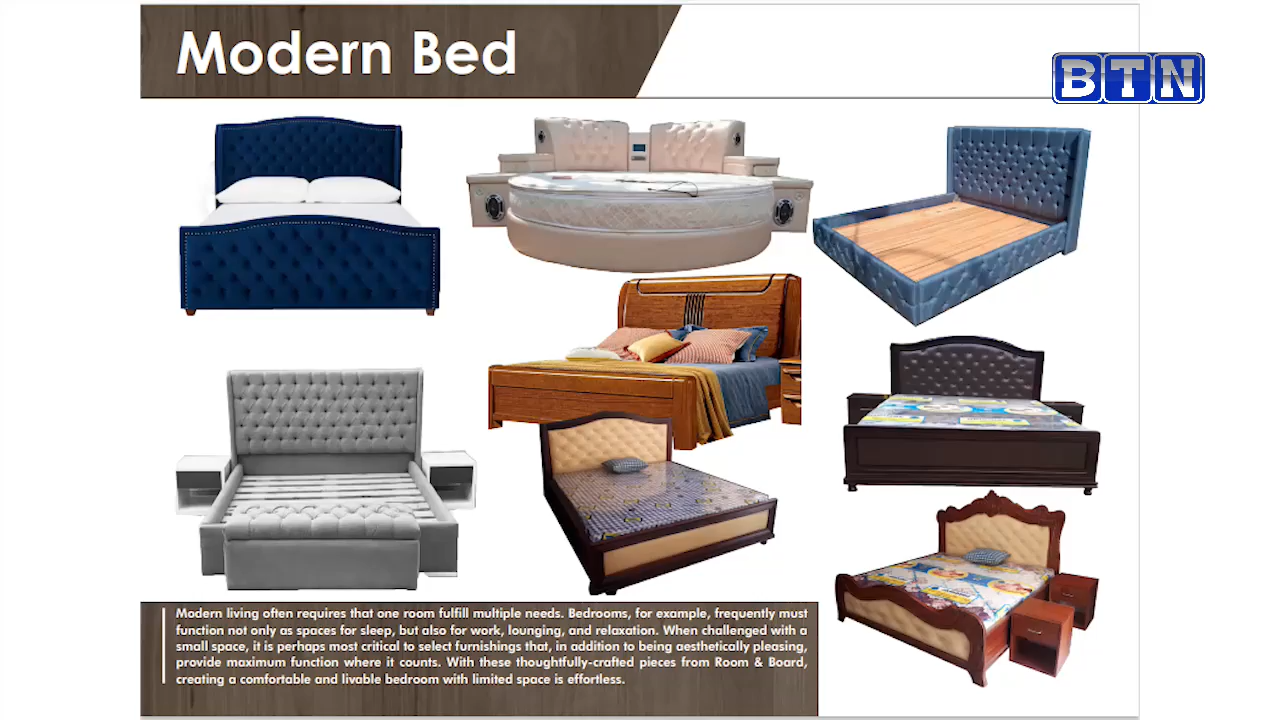 Modern Bed
BTN
Modern living often requires that one room fulfill multiple needs. Bedrooms, for example, frequently must
function not only as spaces for sleep, but also for work, lounging, and relaxation. When challenged with a
small space, it is perhaps most critical to select furnishings that, in addition to being aesthetically pleasing,
provide maximum function where it counts. With these thoughtfully-crafted pieces from Room & Board,
creating a comfortable and livable bedroom with limited space is effortless.